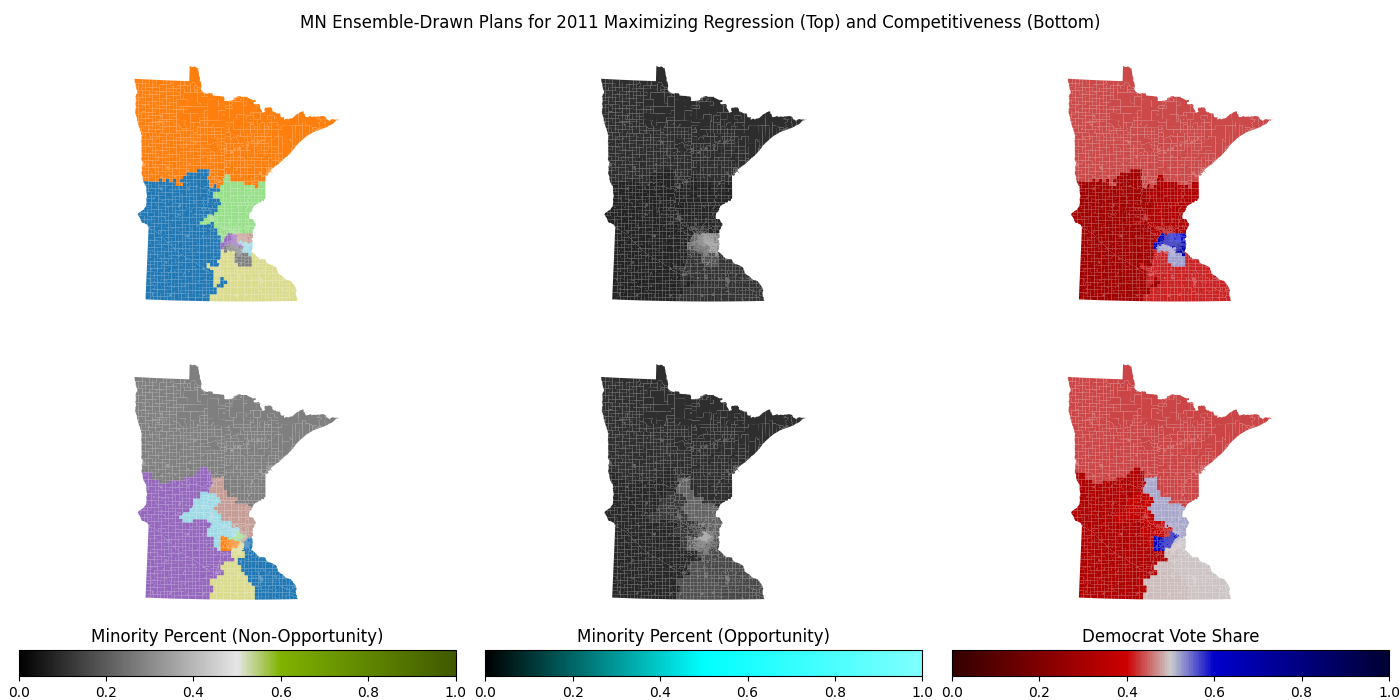 MN Ensemble-Drawn Plans for 2011 Maximizing Regression (Top) and Competitiveness (Bottom)
Minority Percent (Non-Opportunity)
0.0 0.2 0.4 0.6 0.8 1.0
Minority Percent (Opportunity)
0.0 0.2 0.4 0.6 0.8 1.0
Democrat Vote Share
0.0 0.2 0.4 0.6 0.8 1.0